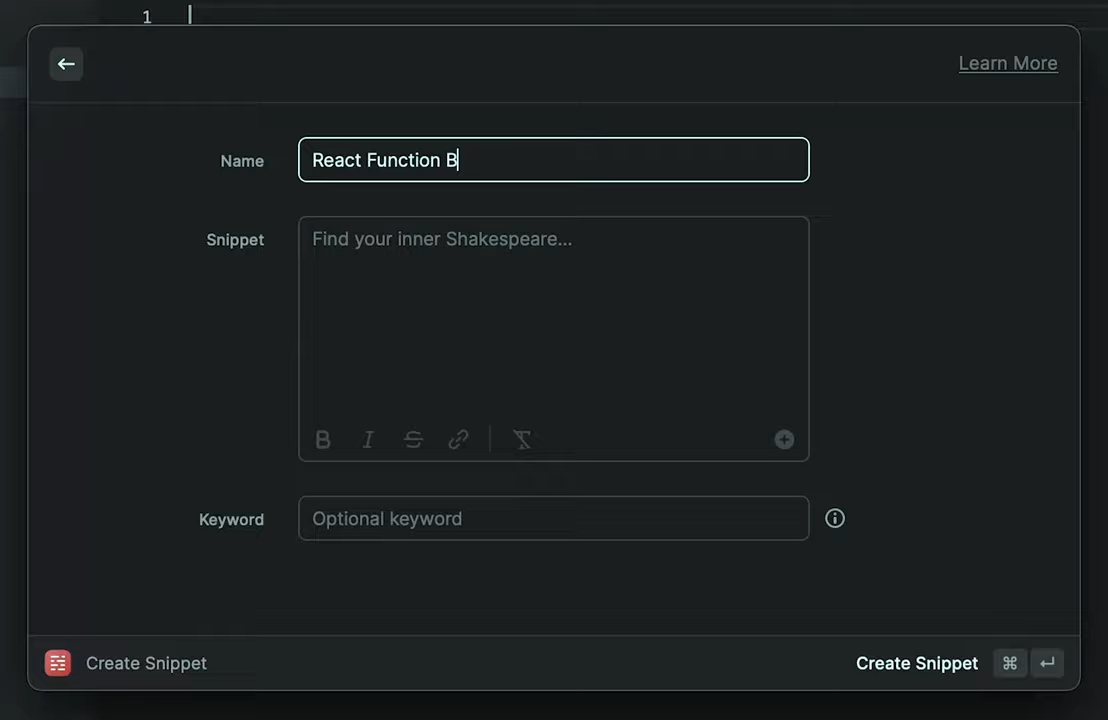 1
Learn More
Name
React Function B
Snippet
Find your inner Shakespeare...
B I S
Keyword
Optional keyword
Create Snippet
Create Snippet ⌘ ↵